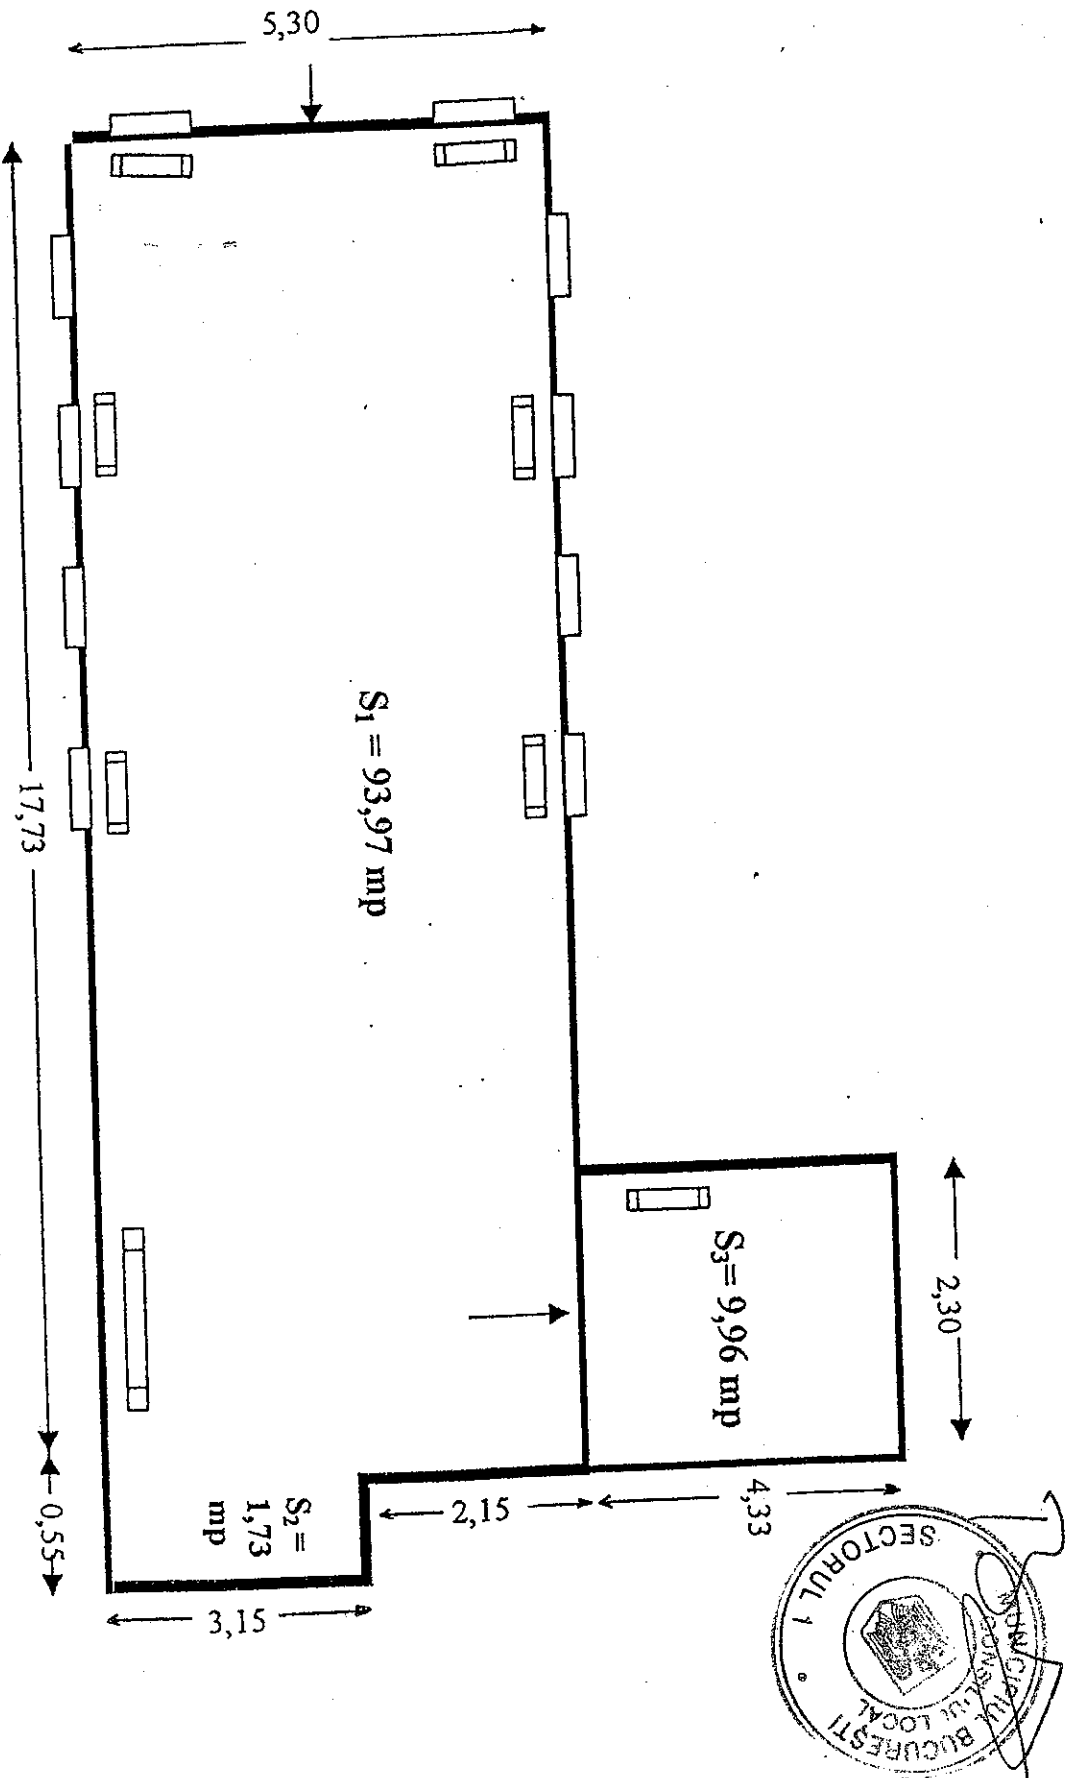 5,30
17,73
S₁ = 93,97 mp
2,30
S₃= 9,96 mp
4,33
2,15
0,55
S₂ =
1,73
mp
3,15
MUNICIPIUL BUCUREŞTI
CONSILIUL LOCAL
SECTORUL 1